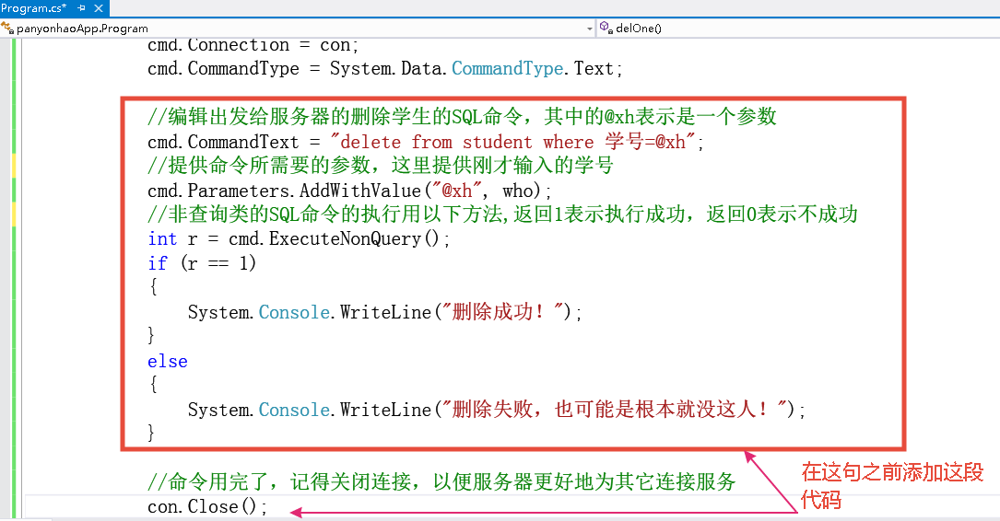 Program.cs*
panyonhaoApp.Program
delOne()
cmd.Connection = con;
cmd.CommandType = System.Data.CommandType.Text;
//编辑出发给服务器的删除学生的SQL命令，其中的@xh表示是一个参数
cmd.CommandText = "delete from student where 学号=@xh";
//提供命令所需要的参数，这里提供刚才输入的学号
cmd.Parameters.AddWithValue("@xh", who);
//非查询类的SQL命令的执行用以下方法,返回1表示执行成功，返回0表示不成功
int r = cmd.ExecuteNonQuery();
if (r == 1)
{
System.Console.WriteLine("删除成功！");
}
else
{
System.Console.WriteLine("删除失败，也可能是根本就没这人！");
}
//命令用完了，记得关闭连接，以便服务器更好地为其它连接服务
con.Close();
在这句之前添加这段
代码